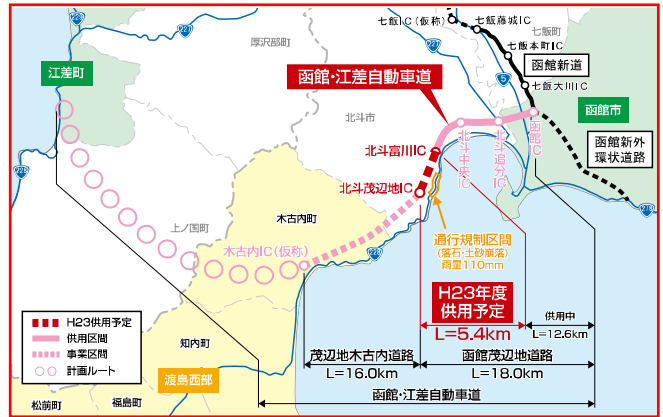 七飯IC(仮称)
七飯藤城IC
七飯町
七飯本町IC
函館新道
七飯大川IC
228
227
5
厚沢部町
江差町
函館・江差自動車道
函館市
北斗市
北斗富川IC
北斗中央IC
北斗追分IC
函館IC
函館新外
環状道路
北斗茂辺地IC
278
木古内町
上ノ国町
木古内IC(仮称)
228
228
通行規制区間
(落石・土砂崩落)
雨量110mm
H23年度
供用予定
L=5.4km
供用中
L=12.6km
H23供用予定
供用区間
事業区間
計画ルート
知内町
渡島西部
茂辺地木古内道路
L=16.0km
函館茂辺地道路
L=18.0km
函館・江差自動車道
松前町
福島町